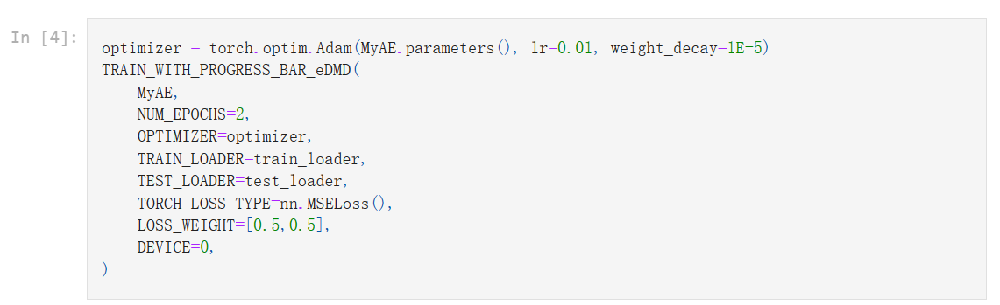 In [4]:
optimizer = torch.optim.Adam(MyAE.parameters(), lr=0.01, weight_decay=1E-5)
TRAIN_WITH_PROGRESS_BAR_eDMD(
    MyAE,
    NUM_EPOCHS=2,
    OPTIMIZER=optimizer,
    TRAIN_LOADER=train_loader,
    TEST_LOADER=test_loader,
    TORCH_LOSS_TYPE=nn.MSELoss(),
    LOSS_WEIGHT=[0.5,0.5],
    DEVICE=0,
)